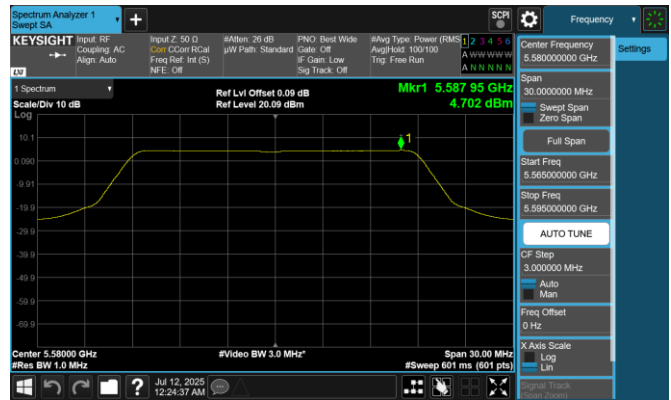 Spectrum Analyzer 1
Swept SA
SCPI
Frequency
KEYSIGHT
Input: RF
Coupling: AC
Align: Auto
Input Z: 50 Ω
Corr CCorr RCal
Freq Ref: Int (S)
NFE: Off
#Atten: 26 dB
µW Path: Standard
PNO: Best Wide
Gate: Off
IF Gain: Low
Sig Track: Off
#Avg Type: Power (RMS
Avg|Hold: 100/100
Trig: Free Run
1 2 3 4 5 6
A W W W W W
A N N N N N
LXI
1 Spectrum
Scale/Div 10 dB
Log
Ref Lvl Offset 0.09 dB
Ref Level 20.09 dBm
Mkr1 5.587 95 GHz
4.702 dBm
1
10.1
0.090
-9.91
-19.9
-29.9
-39.9
-49.9
-59.9
-69.9
Center 5.58000 GHz
#Res BW 1.0 MHz
#Video BW 3.0 MHz*
Span 30.00 MHz
#Sweep 601 ms (601 pts)
Center Frequency
5.580000000 GHz
Settings
Span
30.0000000 MHz
Swept Span
Zero Span
Full Span
Start Freq
5.565000000 GHz
Stop Freq
5.595000000 GHz
AUTO TUNE
CF Step
3.000000 MHz
Auto
Man
Freq Offset
0 Hz
X Axis Scale
Log
Lin
Signal Track
(Span Zoom)
?
Jul 12, 2025
12:24:37 AM